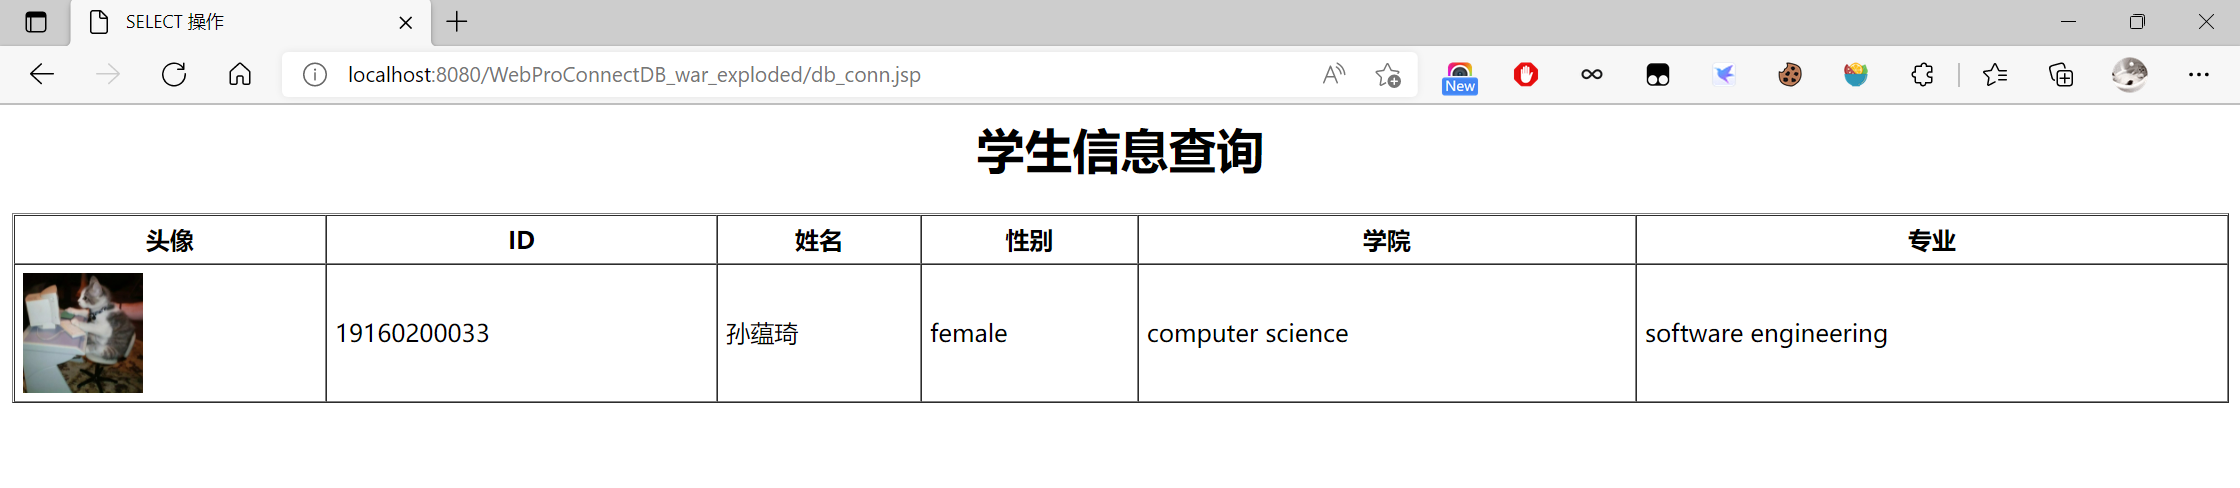 SELECT 操作
localhost:8080/WebProConnectDB_war_exploded/db_conn.jsp
New
学生信息查询
头像 ID 姓名 性别 学院 专业
19160200033 孙蕴琦 female computer science software engineering